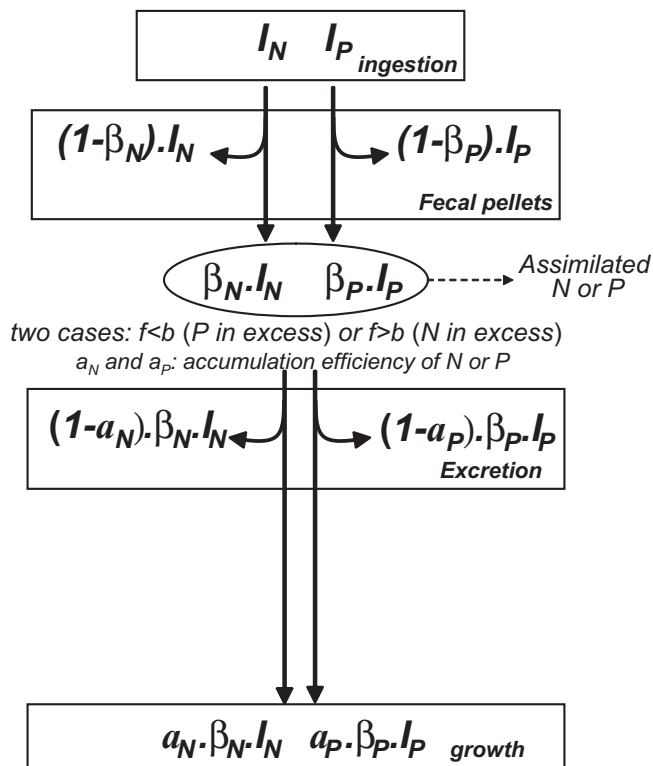 I_N I_P ingestion
(1-β_N).I_N (1-β_P).I_P
Fecal pellets
β_N.I_N β_P.I_P
Assimilated
N or P
two cases: f<b (P in excess) or f>b (N in excess)
a_N and a_P: accumulation efficiency of N or P
(1-a_N).β_N.I_N (1-a_P).β_P.I_P
Excretion
a_N.β_N.I_N a_P.β_P.I_P growth